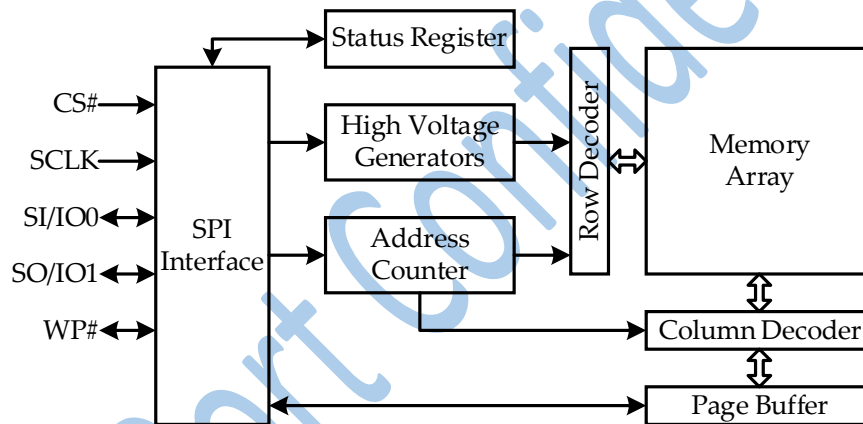 Status Register
CS#
SCLK
SI/IO0
SO/IO1
WP#
SPI
Interface
High Voltage
Generators
Address
Counter
Row Decoder
Memory
Array
Column Decoder
Page Buffer